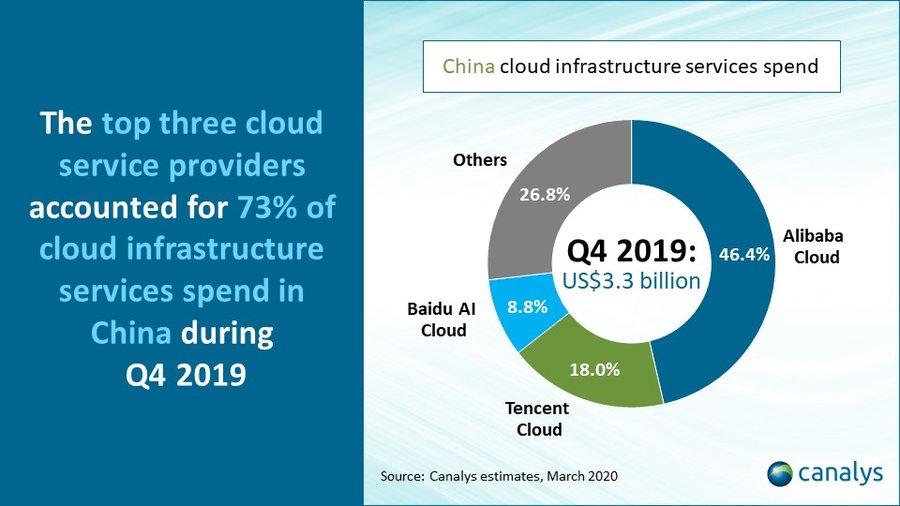 The top three cloud
service providers
accounted for 73% of
cloud infrastructure
services spend in
China during
Q4 2019
China cloud infrastructure services spend
Others
26.8%
Alibaba
Cloud
46.4%
Q4 2019:
US$3.3 billion
Baidu AI
Cloud
8.8%
18.0%
Tencent
Cloud
Source: Canalys estimates, March 2020
canalys